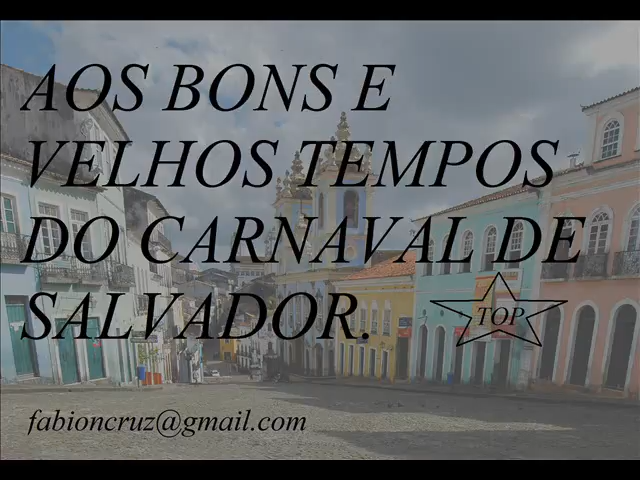 AOS BONS E
VELHOS TEMPOS
DO CARNAVAL DE
SALVADOR.
TOP
fabioncruz@gmail.com